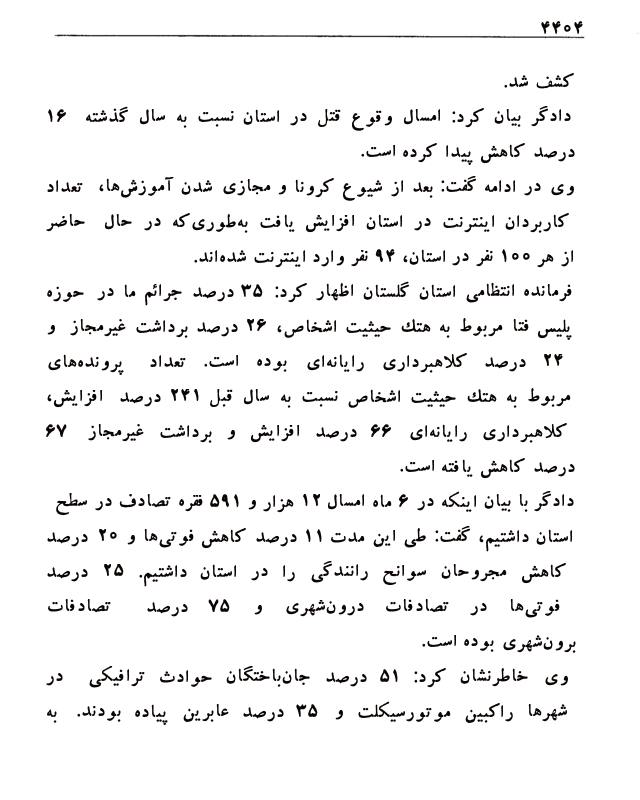 ۴۴۰۴
کشف شد.
دادگر بیان کرد: امسال وقوع قتل در استان نسبت به سال گذشته ۱۶
درصد کاهش پیدا کرده است.
وی در ادامه گفت: بعد از شیوع کرونا و مجازی شدن آموزش‌ها، تعداد
کاربردان اینترنت در استان افزایش یافت به‌طوری‌که در حال حاضر
از هر ۱۰۰ نفر در استان، ۹۴ نفر وارد اینترنت شده‌اند.
فرمانده انتظامی استان گلستان اظهار کرد: ۳۵ درصد جرائم ما در حوزه
پلیس فتا مربوط به هتك حیثیت اشخاص، ۲۶ درصد برداشت غیرمجاز و
۲۴ درصد کلاهبرداری رایانه‌ای بوده است. تعداد پرونده‌های
مربوط به هتك حیثیت اشخاص نسبت به سال قبل ۲۴۱ درصد افزایش،
کلاهبرداری رایانه‌ای ۶۶ درصد افزایش و برداشت غیرمجاز ۶۷
درصد کاهش یافته است.
دادگر با بیان اینکه در ۶ ماه امسال ۱۲ هزار و ۵۹۱ فقره تصادف در سطح
استان داشتیم، گفت: طی این مدت ۱۱ درصد کاهش فوتی‌ها و ۲۰ درصد
کاهش مجروحان سوانح رانندگی را در استان داشتیم. ۲۵ درصد
فوتی‌ها در تصادفات درون‌شهری و ۷۵ درصد تصادفات
برون‌شهری بوده است.
وی خاطرنشان کرد: ۵۱ درصد جان‌باختگان حوادث ترافیکی در
شهرها راکبین موتورسیکلت و ۳۵ درصد عابرین پیاده بودند. به